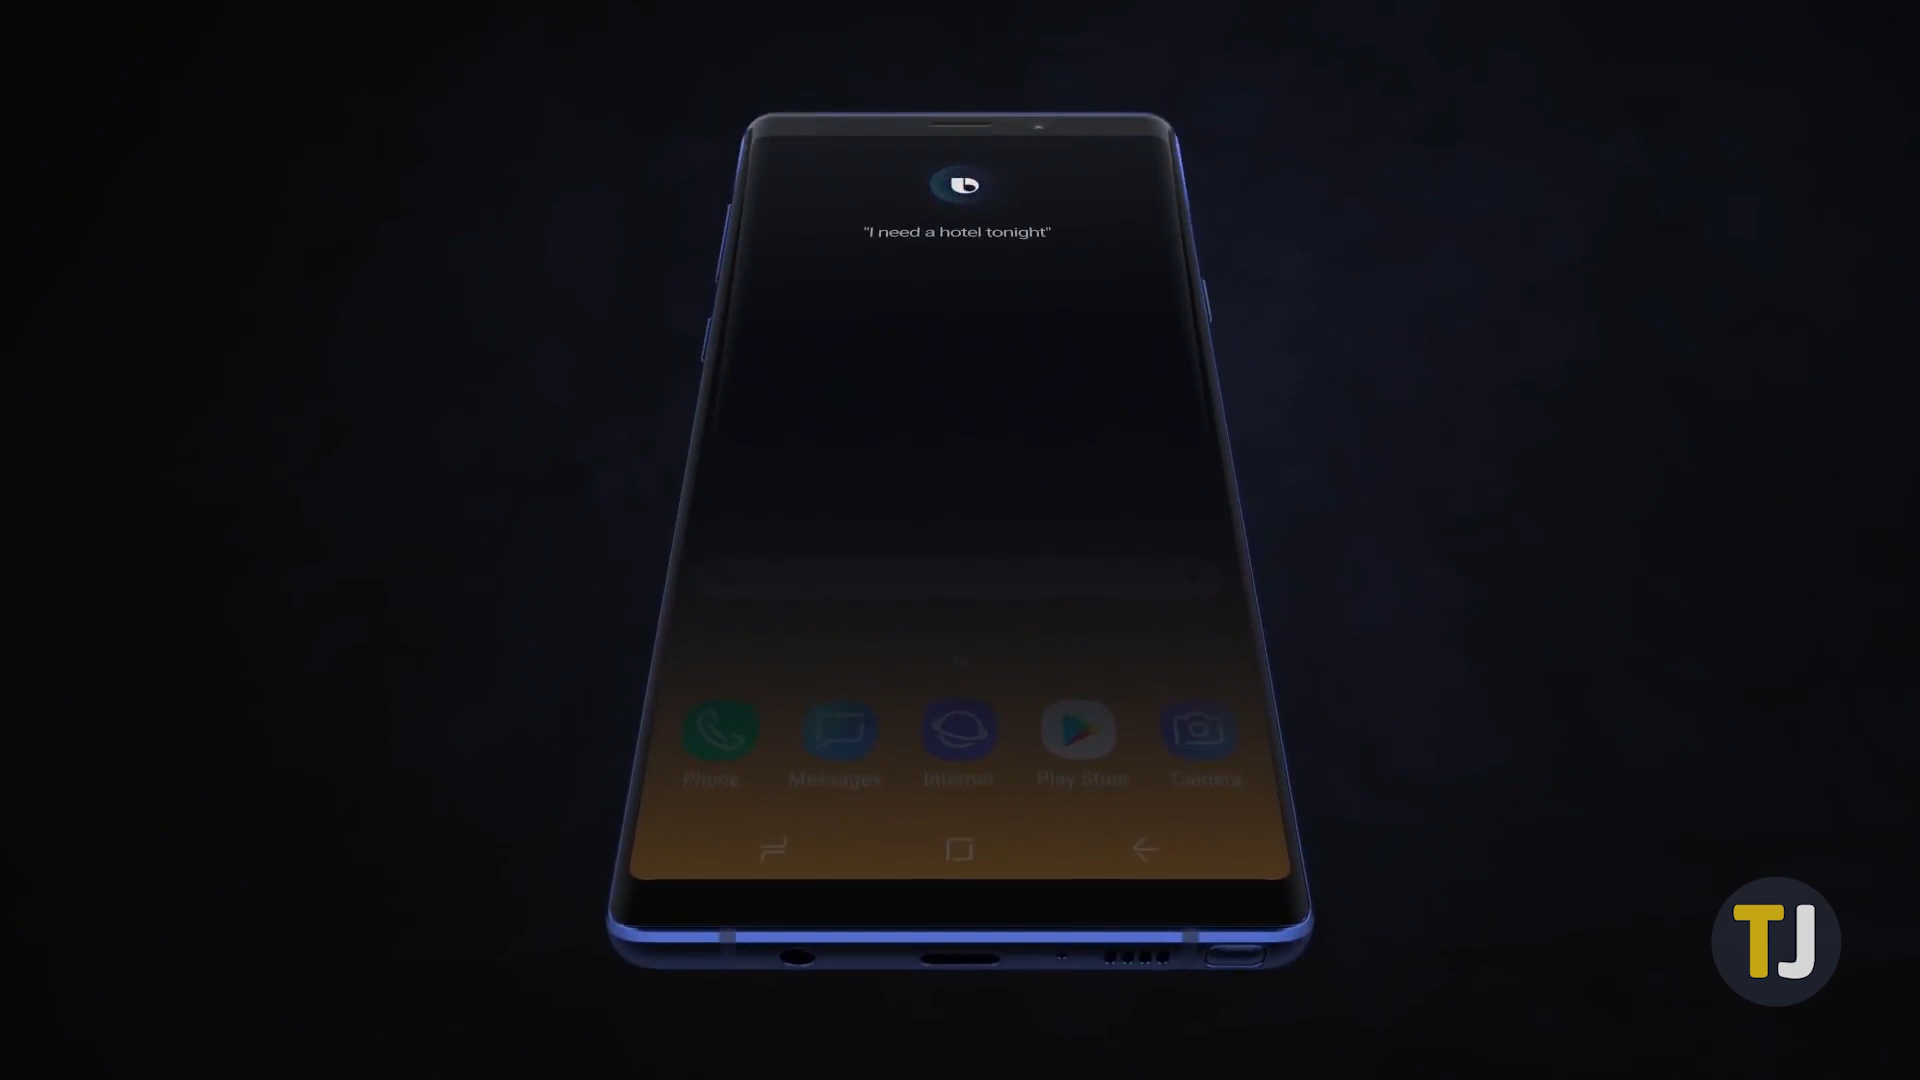 "I need a hotel tonight"
Phone Messages Internet Play Store Camera
TJ